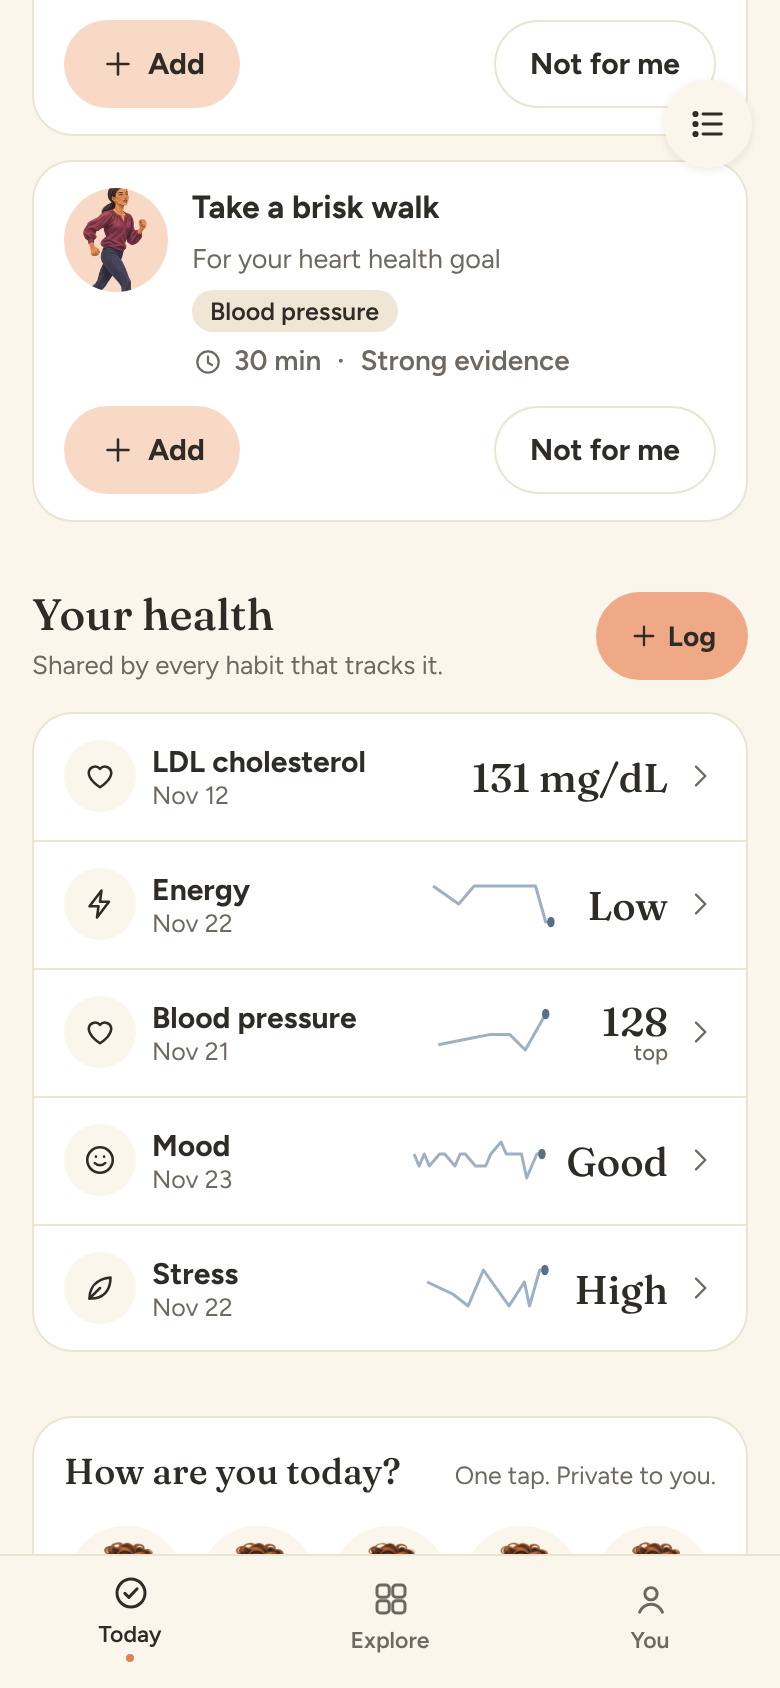 Add
Not for me
Take a brisk walk
For your heart health goal
Blood pressure
30 min · Strong evidence
Add
Not for me
Your health
Shared by every habit that tracks it.
Log
LDL cholesterol
Nov 12
131 mg/dL
Energy
Nov 22
Low
Blood pressure
Nov 21
128
top
Mood
Nov 23
Good
Stress
Nov 22
High
How are you today?
One tap. Private to you.
Today
Explore
You